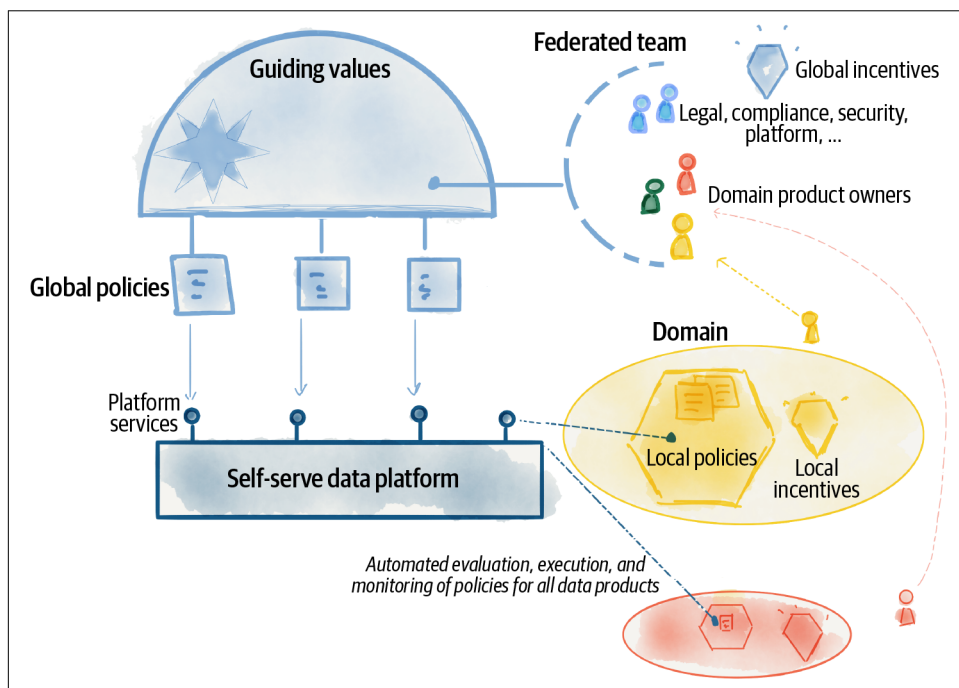 Federated team
Guiding values
Global incentives
Legal, compliance, security,
platform, ...
Domain product owners
Global policies
Domain
Platform
services
Local policies
Self-serve data platform
Local
incentives
Automated evaluation, execution, and
monitoring of policies for all data products